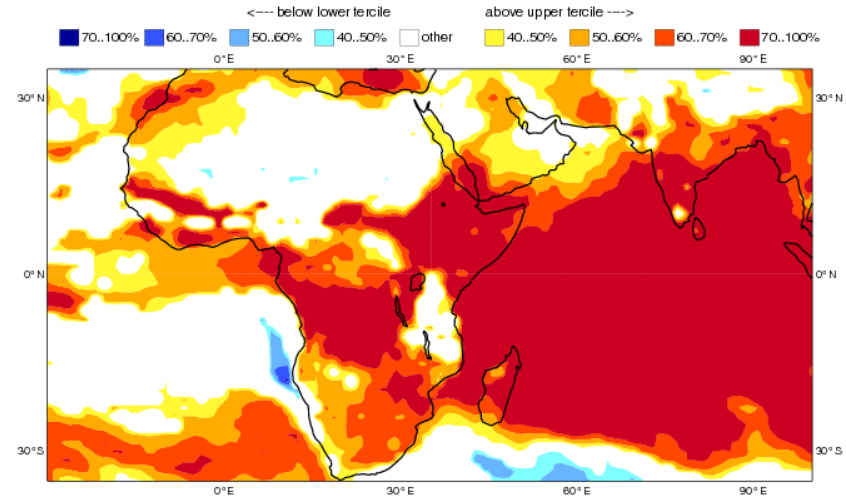 <---- below lower tercile above upper tercile ---->
70..100% 60..70% 50..60% 40..50% other 40..50% 50..60% 60..70% 70..100%
0°E 30°E 60°E 90°E
30°N 30°N
0°N 0°N
30°S 30°S
0°E 30°E 60°E 90°E